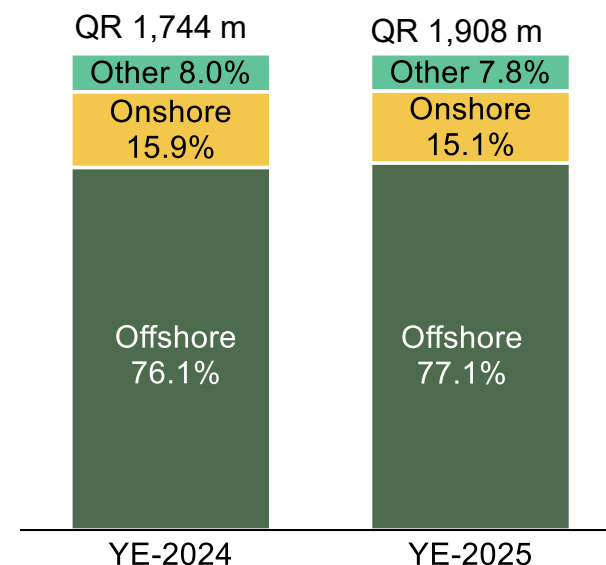 QR 1,744 m
Other 8.0%
Onshore
15.9%
Offshore
76.1%
YE-2024
QR 1,908 m
Other 7.8%
Onshore
15.1%
Offshore
77.1%
YE-2025